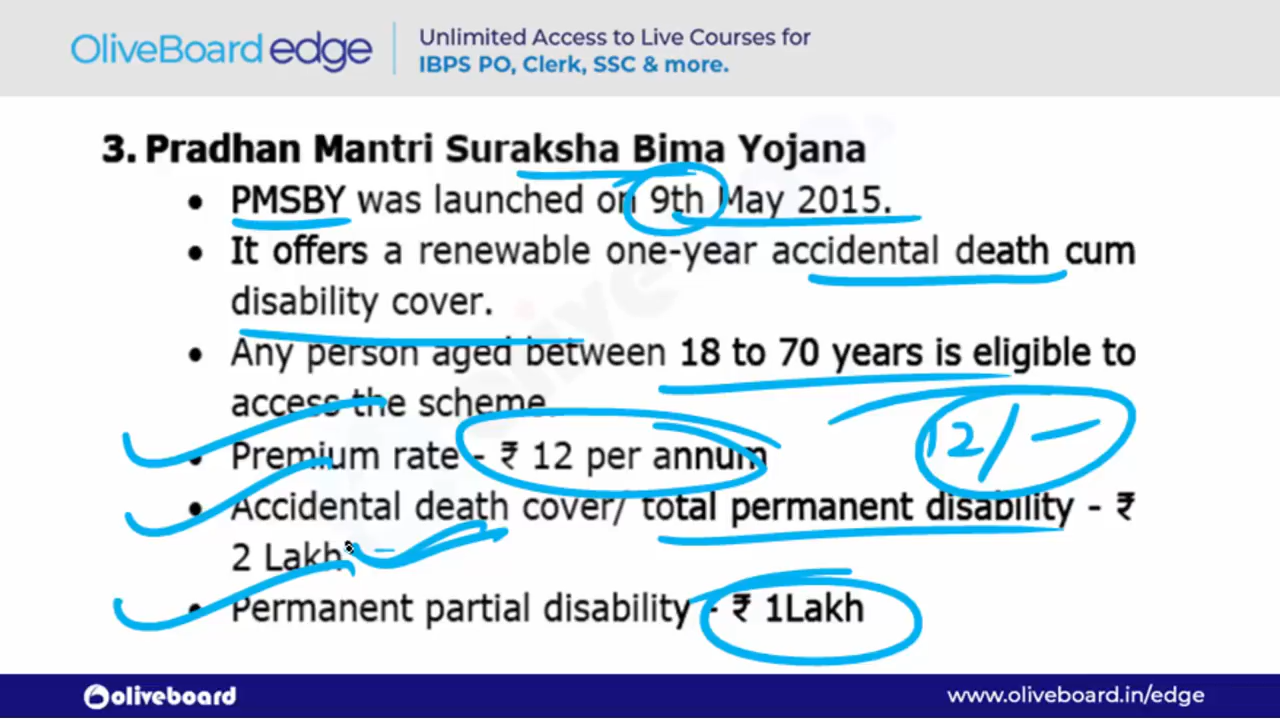 OliveBoard edge
Unlimited Access to Live Courses for
IBPS PO, Clerk, SSC & more.
3. Pradhan Mantri Suraksha Bima Yojana
• PMSBY was launched on 9th May 2015.
• It offers a renewable one-year accidental death cum
disability cover.
• Any person aged between 18 to 70 years is eligible to
access the scheme.
12/-
• Premium rate - ₹ 12 per annum
• Accidental death cover/ total permanent disability - ₹
2 Lakh
• Permanent partial disability - ₹ 1Lakh
oliveboard
www.oliveboard.in/edge